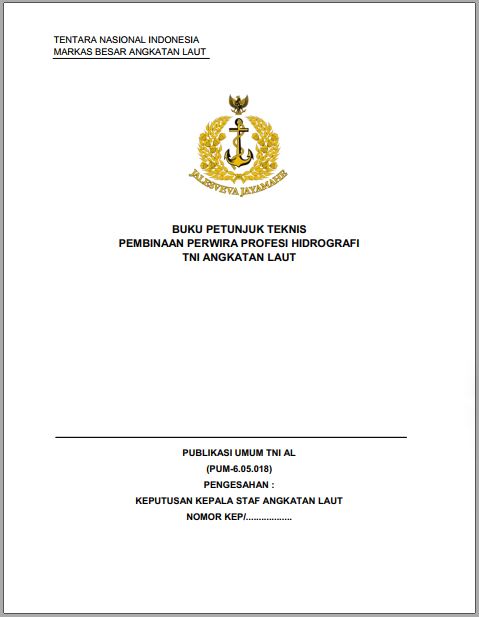 TENTARA NASIONAL INDONESIA
MARKAS BESAR ANGKATAN LAUT
JALESVEVA JAYAMAHE
BUKU PETUNJUK TEKNIS
PEMBINAAN PERWIRA PROFESI HIDROGRAFI
TNI ANGKATAN LAUT
PUBLIKASI UMUM TNI AL
(PUM-6.05.018)
PENGESAHAN :
KEPUTUSAN KEPALA STAF ANGKATAN LAUT
NOMOR KEP/..................